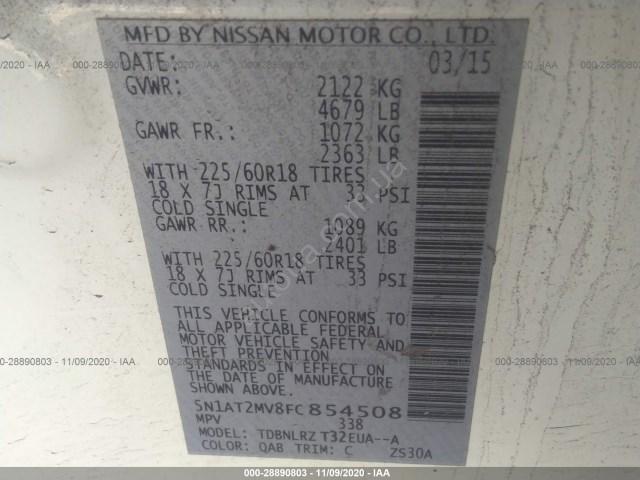 MFD BY NISSAN MOTOR CO., LTD.
DATE: 03/15
GVWR: 2122 KG
4679 LB
GAWR FR.: 1072 KG
2363 LB
WITH 225/60R18 TIRES
18 X 7J RIMS AT 33 PSI
COLD SINGLE
GAWR RR.: 1089 KG
2401 LB
WITH 225/60R18 TIRES
18 X 7J RIMS AT 33 PSI
COLD SINGLE
THIS VEHICLE CONFORMS TO
ALL APPLICABLE FEDERAL
MOTOR VEHICLE SAFETY AND
THEFT PREVENTION
STANDARDS IN EFFECT ON THE
DATE OF MANUFACTURE
SHOWN ABOVE.
5N1AT2MV8FC854508
MPV 338
MODEL: TDBNLRZ T32EUA--A
COLOR: QAB TRIM: C ZS30A
000-28890803 - 11/09/2020 - IAA